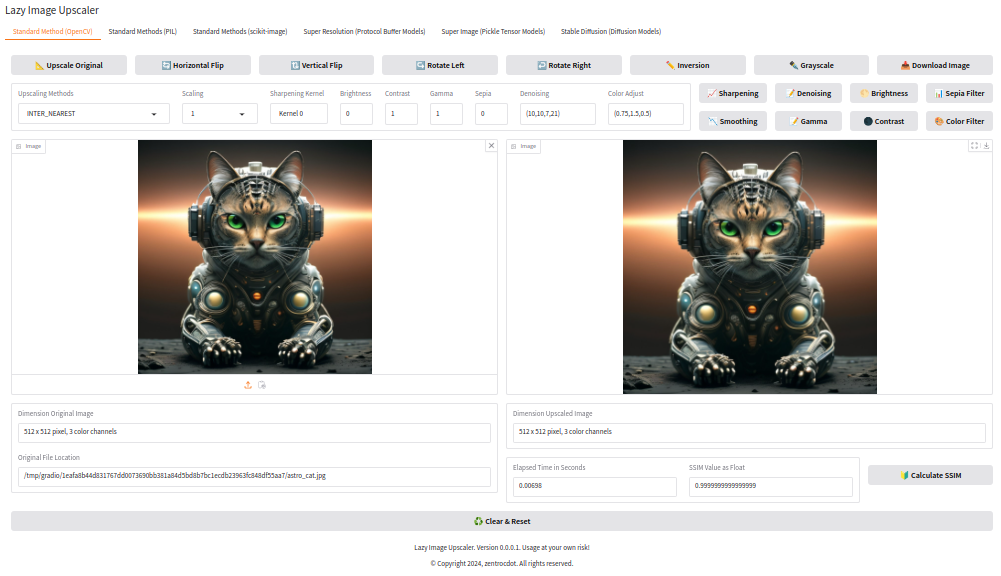 Lazy Image Upscaler
Standard Method (OpenCV) Standard Methods (PIL) Standard Methods (scikit-image) Super Resolution (Protocol Buffer Models) Super Image (Pickle Tensor Models) Stable Diffusion (Diffusion Models)
Upscale Original Horizontal Flip Vertical Flip Rotate Left Rotate Right Inversion Grayscale Download Image
Upscaling Methods Scaling Sharpening Kernel Brightness Contrast Gamma Sepia Denoising Color Adjust
INTER_NEAREST 1 Kernel 0 0 1 1 0 (10,10,7,21) (0.75,1.5,0.5)
Sharpening Denoising Brightness Sepia Filter
Smoothing Gamma Contrast Color Filter
Image
Image
Dimension Original Image
512 x 512 pixel, 3 color channels
Original File Location
/tmp/gradio/1eafa8b44d831767dd0073690bb381a84d5bd8b7bc1ecdb23963fc848df55aa7/astro_cat.jpg
Dimension Upscaled Image
512 x 512 pixel, 3 color channels
Elapsed Time in Seconds SSIM Value as Float
0.00698 0.9999999999999999
Calculate SSIM
Clear & Reset
Lazy Image Upscaler. Version 0.0.0.1. Usage at your own risk!
© Copyright 2024, zentrocdot. All rights reserved.